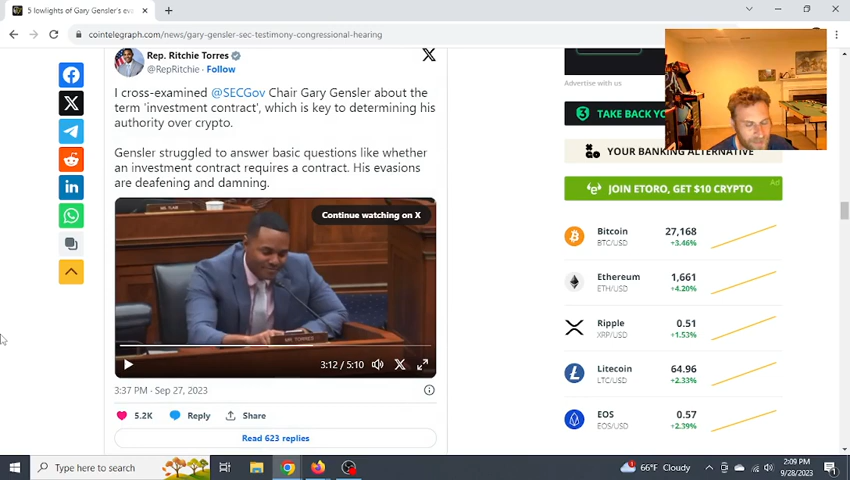 5 lowlights of Gary Gensler's eva
cointelegraph.com/news/gary-gensler-sec-testimony-congressional-hearing
Rep. Ritchie Torres
@RepRitchie · Follow
I cross-examined @SECGov Chair Gary Gensler about the
term 'investment contract', which is key to determining his
authority over crypto.
Gensler struggled to answer basic questions like whether
an investment contract requires a contract. His evasions
are deafening and damning.
Continue watching on X
MR. TORRES
3:12 / 5:10
3:37 PM · Sep 27, 2023
5.2K
Reply
Share
Read 623 replies
Advertise with us
TAKE BACK YO
YOUR BANKING ALTERNATIVE
JOIN ETORO, GET $10 CRYPTO
Ad
Bitcoin
BTC/USD
27,168
+3.46%
Ethereum
ETH/USD
1,661
+4.20%
Ripple
XRP/USD
0.51
+1.53%
Litecoin
LTC/USD
64.96
+2.33%
EOS
EOS/USD
0.57
+2.39%
Type here to search
66°F Cloudy
2:09 PM
9/28/2023